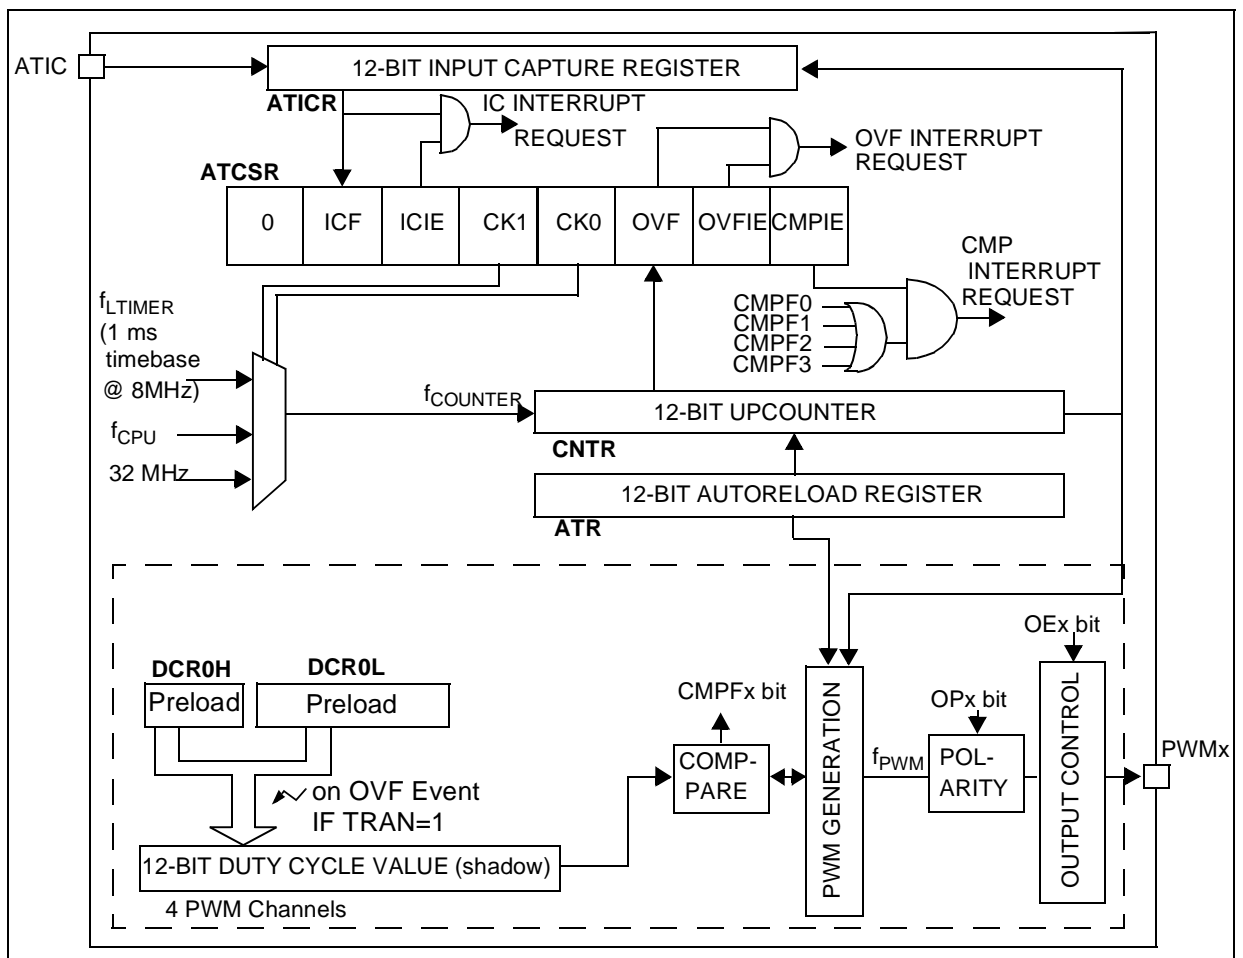 ATIC
12-BIT INPUT CAPTURE REGISTER
ATICR
IC INTERRUPT
REQUEST
OVF INTERRUPT
REQUEST
ATCSR
0
ICF
ICIE
CK1
CK0
OVF
OVFIE
CMPIE
CMP
INTERRUPT
REQUEST
CMPF0
CMPF1
CMPF2
CMPF3
fLTIMER
(1 ms
timebase
@ 8MHz)
fCPU
32 MHz
fCOUNTER
12-BIT UPCOUNTER
CNTR
12-BIT AUTORELOAD REGISTER
ATR
OEx bit
DCR0H
DCR0L
Preload
Preload
CMPFx bit
OPx bit
PWMx
COMP-
PARE
PWM GENERATION
fPWM
POL-
ARITY
OUTPUT CONTROL
on OVF Event
IF TRAN=1
12-BIT DUTY CYCLE VALUE (shadow)
4 PWM Channels